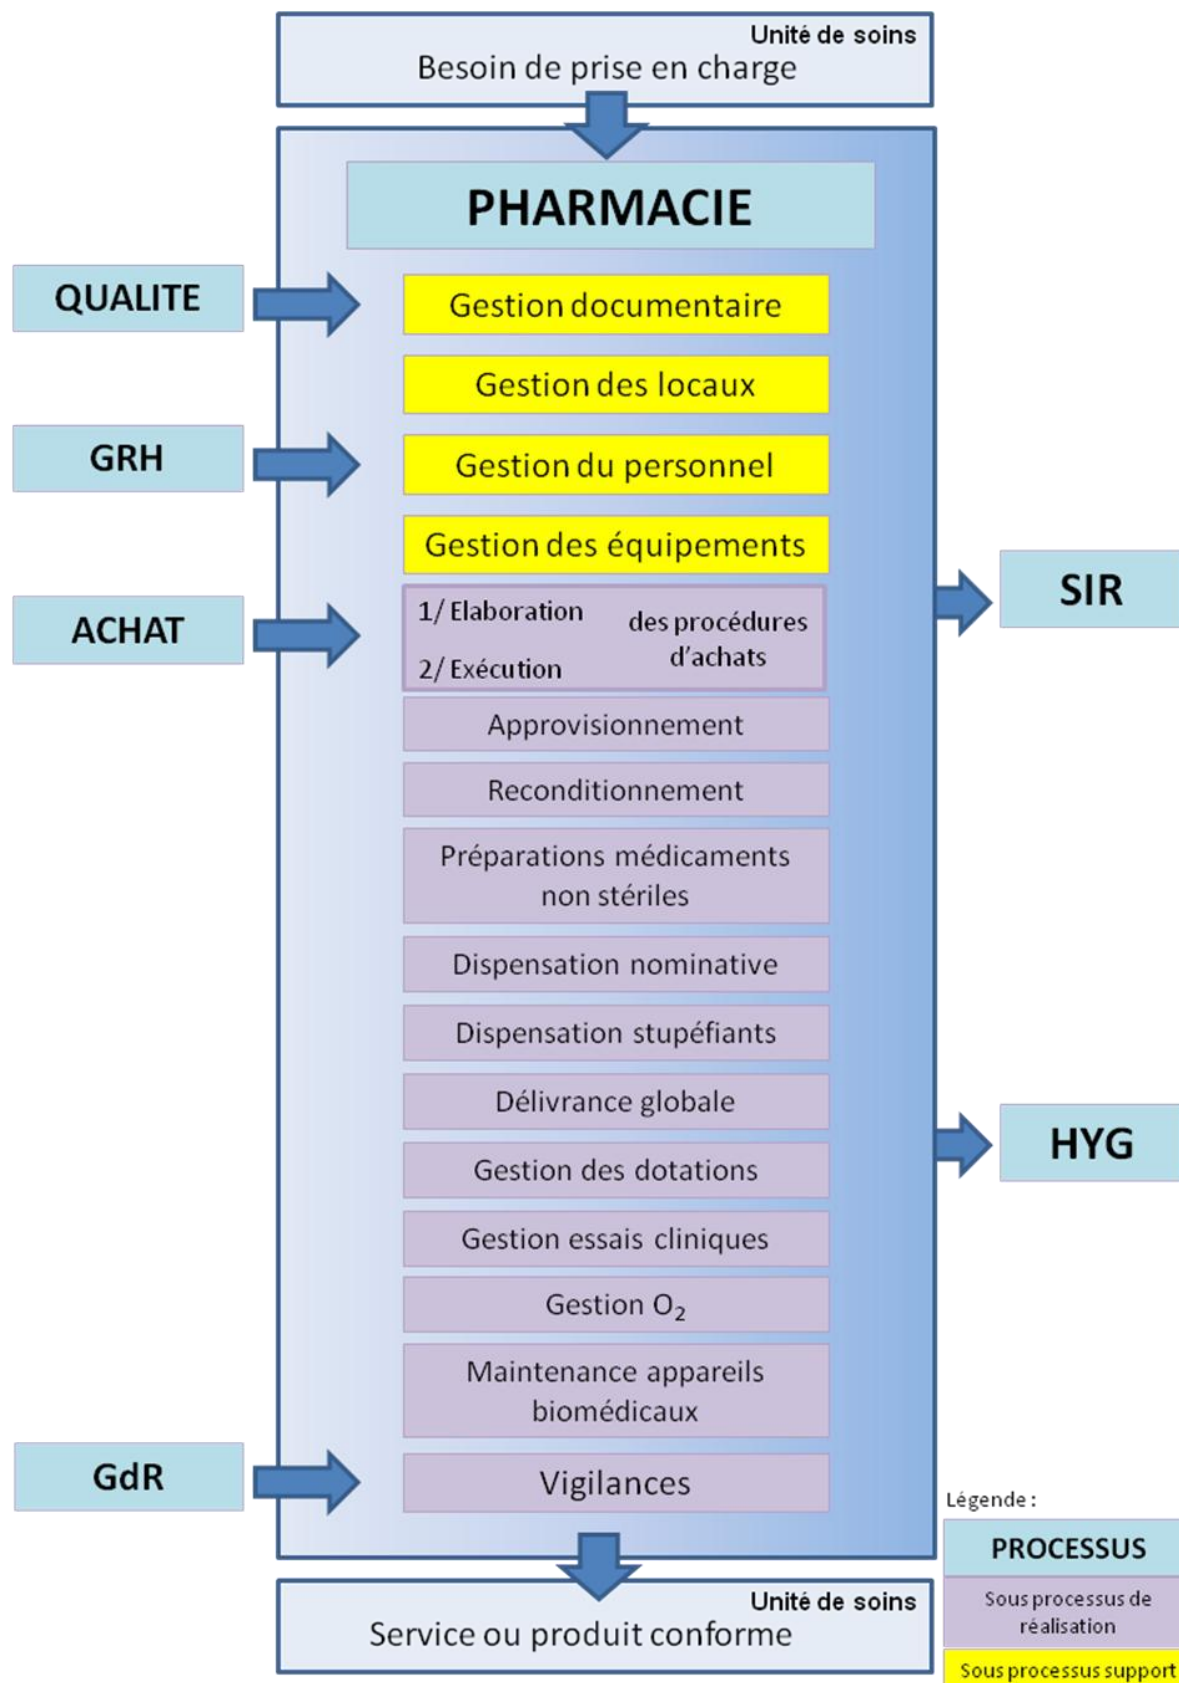 Unité de soins
Besoin de prise en charge
PHARMACIE
QUALITE
Gestion documentaire
Gestion des locaux
GRH
Gestion du personnel
Gestion des équipements
SIR
ACHAT
1/ Elaboration
des procédures
d'achats
2/ Exécution
Approvisionnement
Reconditionnement
Préparations médicaments
non stériles
Dispensation nominative
Dispensation stupéfiants
Délivrance globale
HYG
Gestion des dotations
Gestion essais cliniques
Gestion O₂
Maintenance appareils
biomédicaux
GdR
Vigilances
Unité de soins
Service ou produit conforme
Légende :
PROCESSUS
Sous processus de
réalisation
Sous processus support